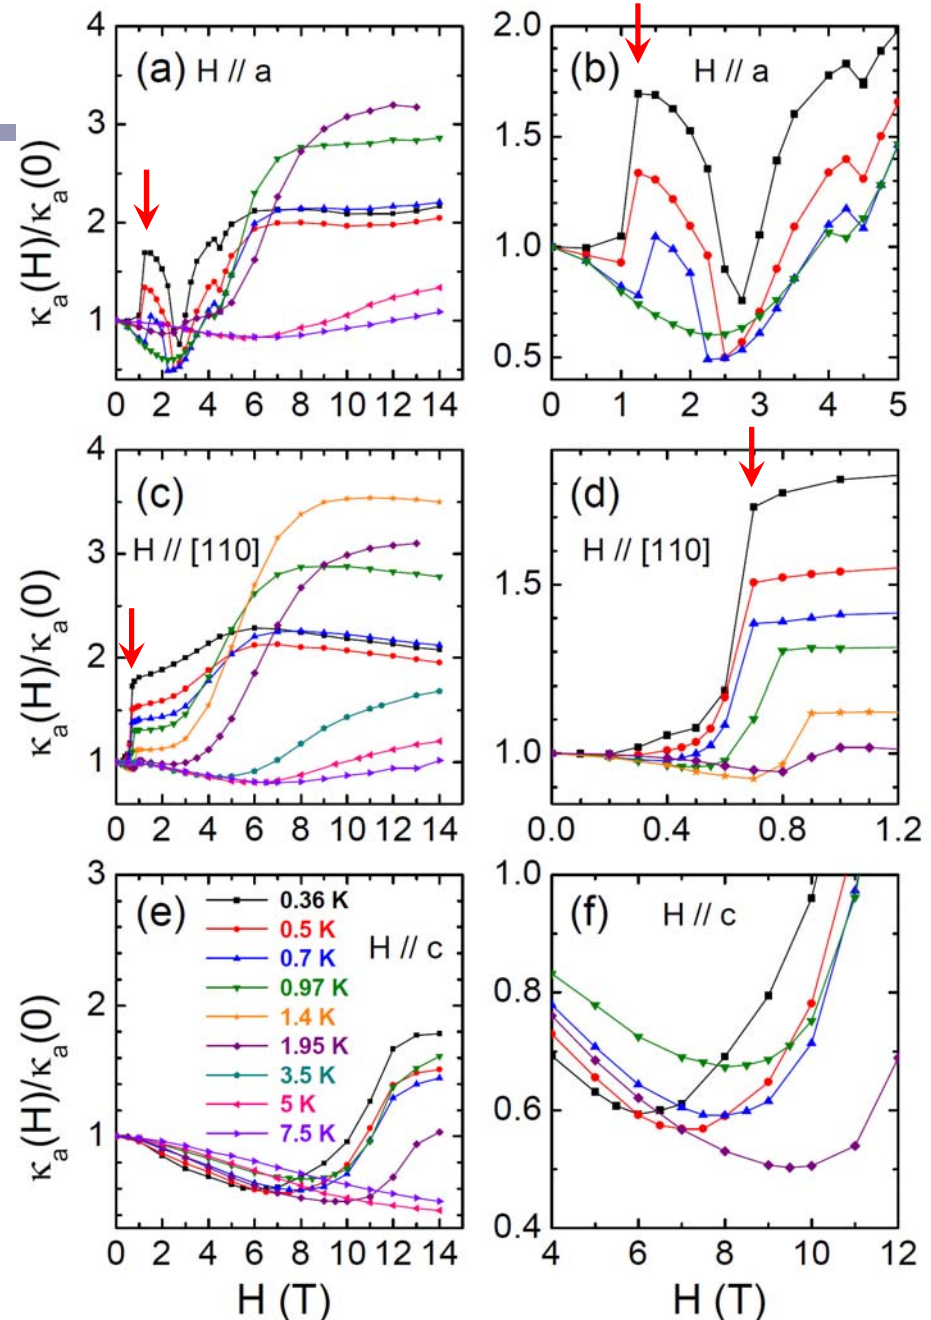 (a) H // a
(b) H // a
κa(H)/κa(0)
4
3
2
1
0 2 4 6 8 10 12 14
2.0
1.5
1.0
0.5
0 1 2 3 4 5
(c)
H // [110]
(d)
H // [110]
κa(H)/κa(0)
4
3
2
1
0 2 4 6 8 10 12 14
1.5
1.0
0.0 0.4 0.8 1.2
(e)
H // c
0.36 K
0.5 K
0.7 K
0.97 K
1.4 K
1.95 K
3.5 K
5 K
7.5 K
(f) H // c
κa(H)/κa(0)
3
2
1
0 2 4 6 8 10 12 14
1.0
0.8
0.6
0.4
4 6 8 10 12
H (T)
H (T)